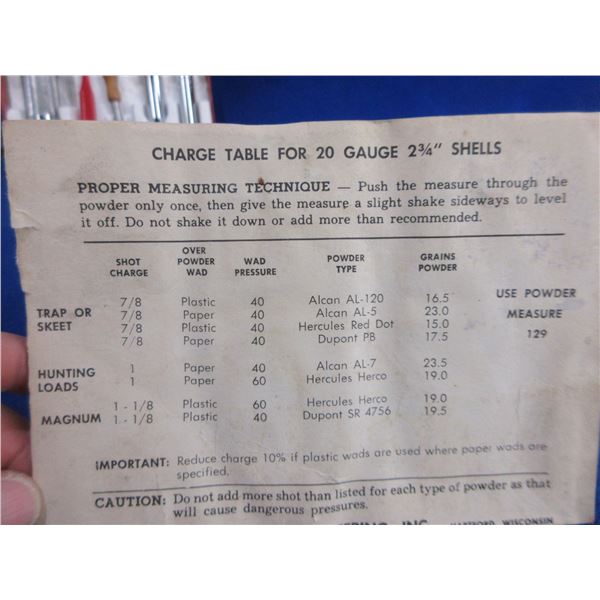 CHARGE TABLE FOR 20 GAUGE 2¾" SHELLS
PROPER MEASURING TECHNIQUE — Push the measure through the
powder only once, then give the measure a slight shake sideways to level
it off. Do not shake it down or add more than recommended.
SHOT CHARGE OVER POWDER WAD WAD PRESSURE POWDER TYPE GRAINS POWDER
TRAP OR SKEET
7/8 Plastic 40 Alcan AL-120 16.5
7/8 Paper 40 Alcan AL-5 23.0
7/8 Plastic 40 Hercules Red Dot 15.0
7/8 Paper 40 Dupont PB 17.5
USE POWDER
MEASURE
129
HUNTING LOADS
1 Paper 40 Alcan AL-7 23.5
1 Paper 60 Hercules Herco 19.0
MAGNUM
1 - 1/8 Plastic 60 Hercules Herco 19.0
1 - 1/8 Plastic 40 Dupont SR 4756 19.5
IMPORTANT: Reduce charge 10% if plastic wads are used where paper wads are
specified.
CAUTION: Do not add more shot than listed for each type of powder as that
will cause dangerous pressures.
INC. HARTFORD, WISCONSIN